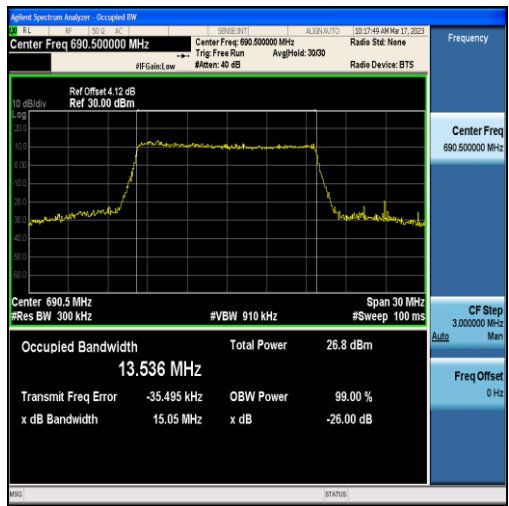 Agilent Spectrum Analyzer - Occupied BW
RL RF 50 Ω AC SENSE:INT ALIGN AUTO 10:17:49 AM Mar 17, 2023
Center Freq 690.500000 MHz
Center Freq: 690.500000 MHz Radio Std: None
Trig: Free Run Avg|Hold: 30/30
#IFGain:Low #Atten: 40 dB Radio Device: BTS
Ref Offset 4.12 dB
10 dB/div Ref 30.00 dBm
Log
20.0
10.0
0.00
-10.0
-20.0
-30.0
-40.0
-50.0
-60.0
Center 690.5 MHz Span 30 MHz
#Res BW 300 kHz #VBW 910 kHz #Sweep 100 ms
Occupied Bandwidth Total Power 26.8 dBm
13.536 MHz
Transmit Freq Error -35.495 kHz OBW Power 99.00 %
x dB Bandwidth 15.05 MHz x dB -26.00 dB
MSG STATUS
Frequency
Center Freq
690.500000 MHz
CF Step
3.000000 MHz
Auto Man
Freq Offset
0 Hz